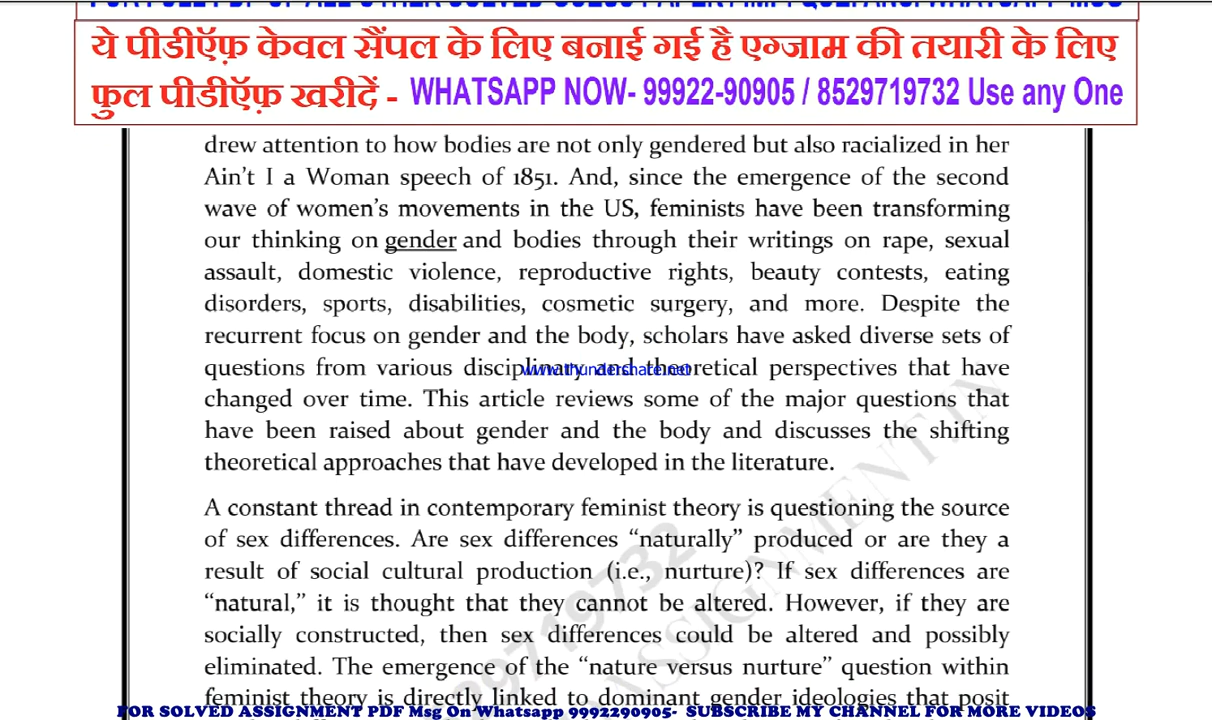 ये पीडीऍफ़ केवल सैंपल के लिए बनाई गई है एग्जाम की तयारी के लिए
फुल पीडीऍफ़ खरीदें - WHATSAPP NOW- 99922-90905 / 8529719732 Use any One
drew attention to how bodies are not only gendered but also racialized in her
Ain’t I a Woman speech of 1851. And, since the emergence of the second
wave of women’s movements in the US, feminists have been transforming
our thinking on gender and bodies through their writings on rape, sexual
assault, domestic violence, reproductive rights, beauty contests, eating
disorders, sports, disabilities, cosmetic surgery, and more. Despite the
recurrent focus on gender and the body, scholars have asked diverse sets of
questions from various disciplinary and theoretical perspectives that have
www.thundershare.net
changed over time. This article reviews some of the major questions that
have been raised about gender and the body and discusses the shifting
theoretical approaches that have developed in the literature.
A constant thread in contemporary feminist theory is questioning the source
of sex differences. Are sex differences “naturally” produced or are they a
result of social cultural production (i.e., nurture)? If sex differences are
“natural,” it is thought that they cannot be altered. However, if they are
socially constructed, then sex differences could be altered and possibly
eliminated. The emergence of the “nature versus nurture” question within
feminist theory is directly linked to dominant gender ideologies that posit
FOR SOLVED ASSIGNMENT PDF Msg On Whatsapp 9992290905- SUBSCRIBE MY CHANNEL FOR MORE VIDEOS